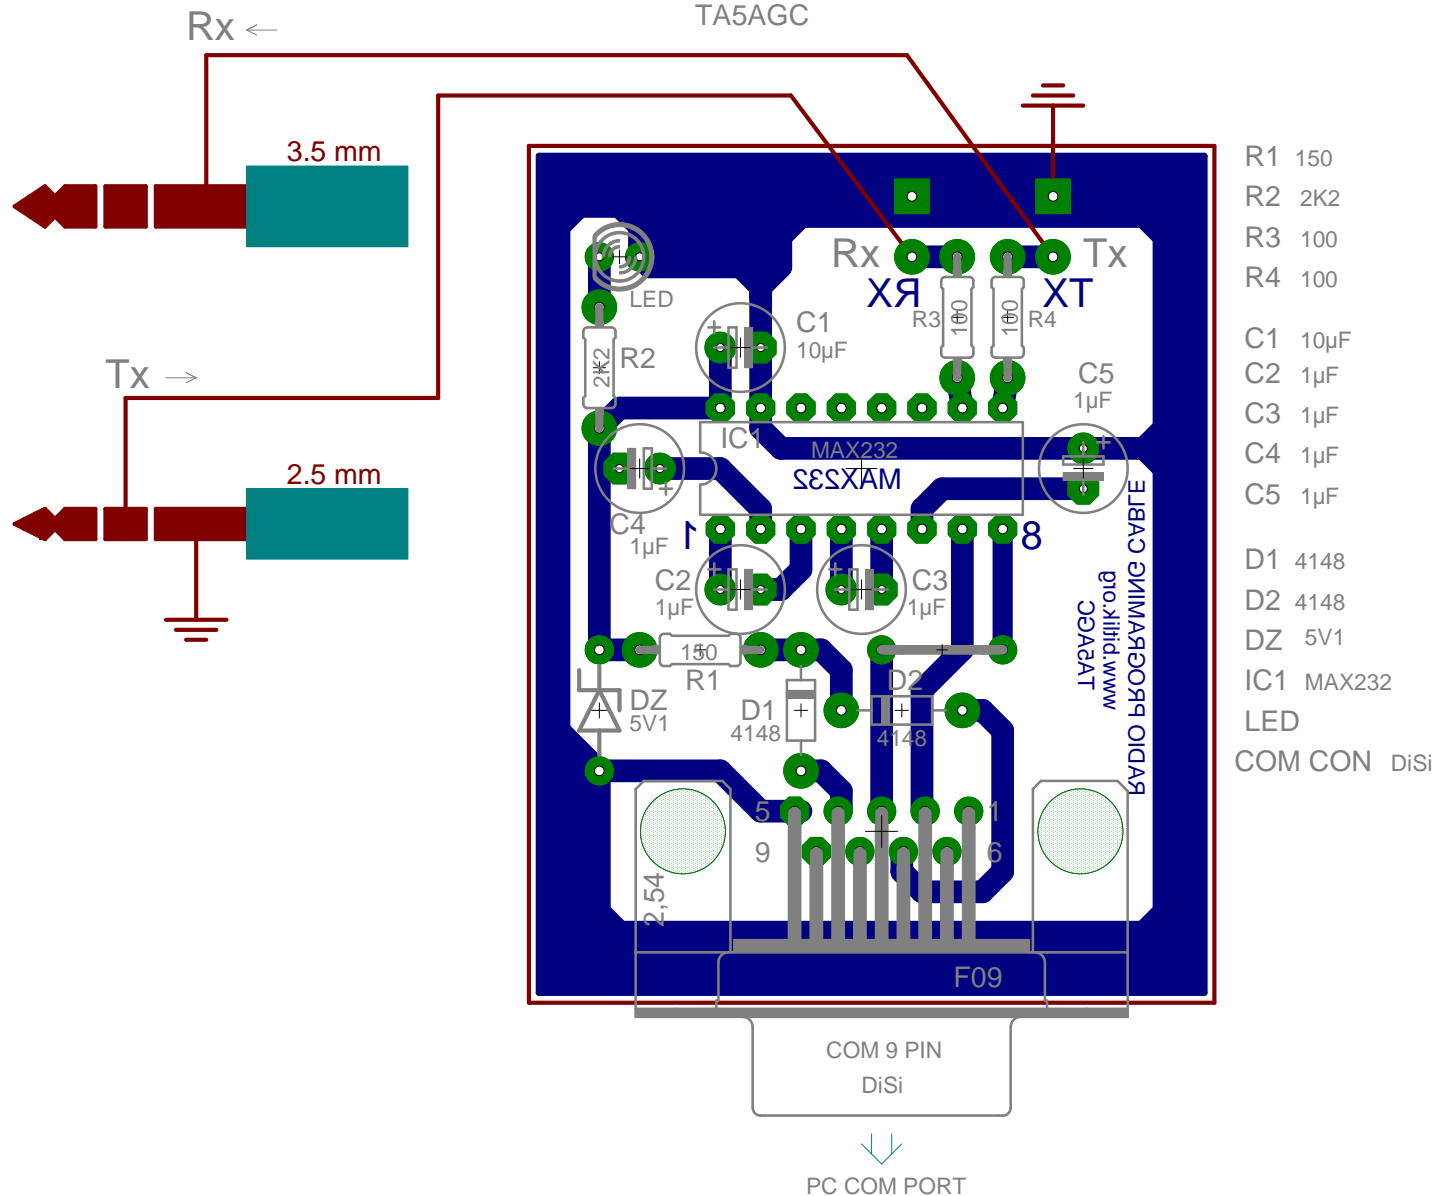 TA5AGC
Rx
3.5 mm
Tx
2.5 mm
Rx
Tx
RX
TX
LED
R3
100
100
R4
C1
10µF
R2
2K2
C5
1µF
IC1
MAX232
MAX232
C4
1µF
1
8
C2
1µF
C3
1µF
150
R1
DZ
5V1
D1
4148
D2
4148
RADIO PROGRAMING CABLE
www.bitlik.org
TA5AGC
5
1
9
6
2,54
F09
COM 9 PIN
DiSi
PC COM PORT
R1 150
R2 2K2
R3 100
R4 100
C1 10µF
C2 1µF
C3 1µF
C4 1µF
C5 1µF
D1 4148
D2 4148
DZ 5V1
IC1 MAX232
LED
COM CON DiSi